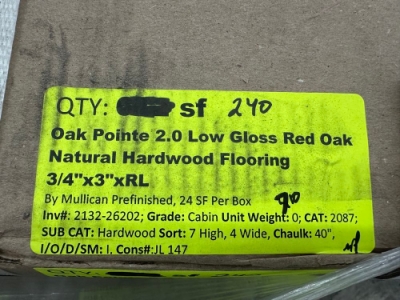 QTY: sf 240
Oak Pointe 2.0 Low Gloss Red Oak
Natural Hardwood Flooring
3/4"x3"xRL
By Mullican Prefinished, 24 SF Per Box
Inv#: 2132-26202; Grade: Cabin Unit Weight: 0; CAT: 2087;
SUB CAT: Hardwood Sort: 7 High, 4 Wide, Chaulk: 40",
I/O/D/SM: I. Cons#:JL 147